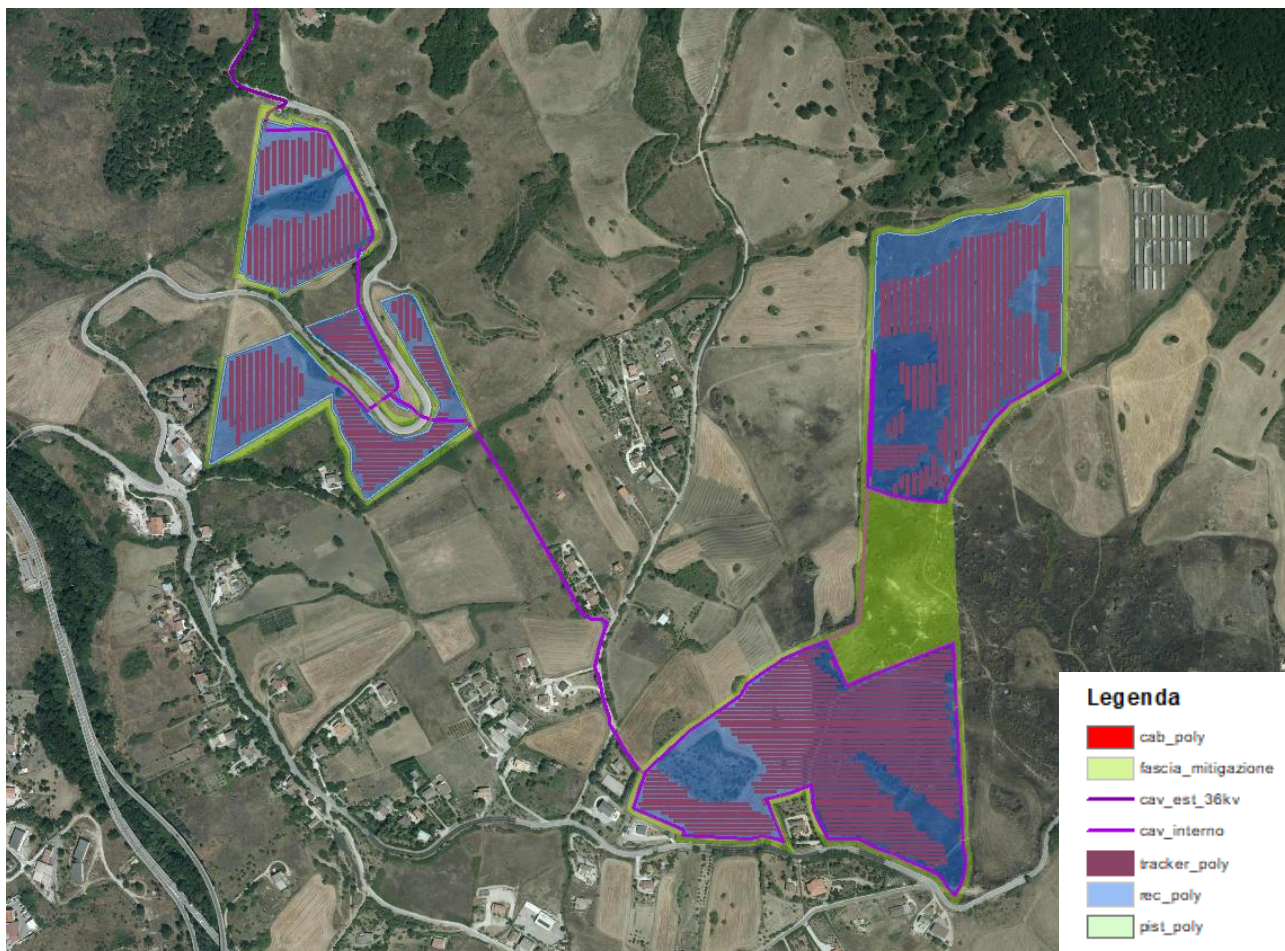 Legenda
cab_poly
fascia_mitigazione
cav_est_36kv
cav_interno
tracker_poly
rec_poly
pist_poly